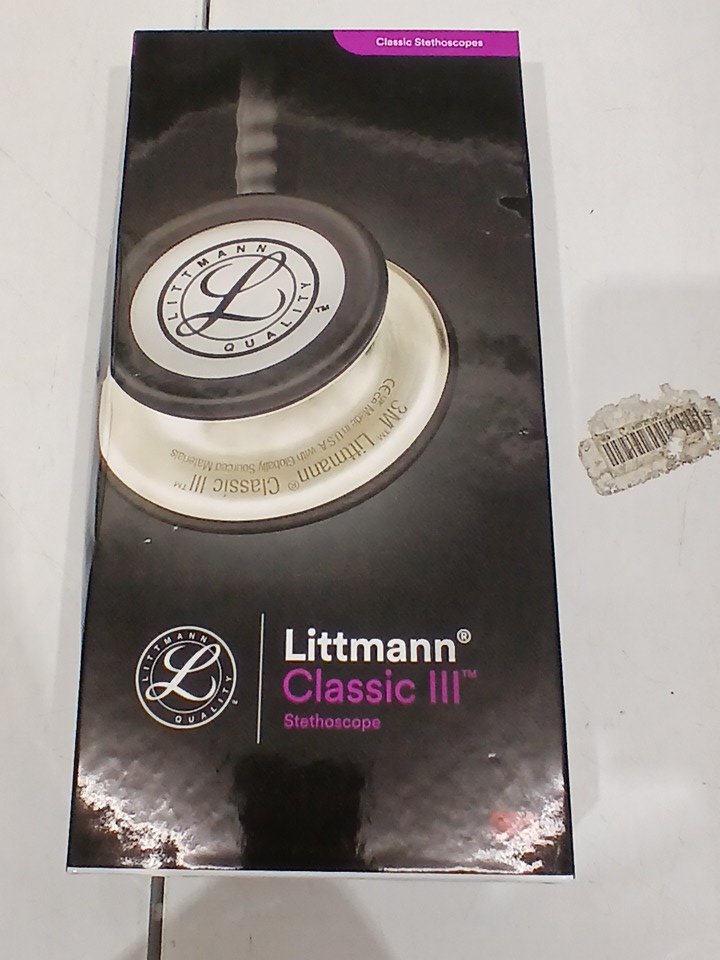 Classic Stethoscopes
LITTMANN
L
QUALITY™
3M™ Littmann® Classic III™
Made in U.S.A. with Globally Sourced Materials
LITTMANN
L
QUALITY
Littmann®
Classic III™
Stethoscope